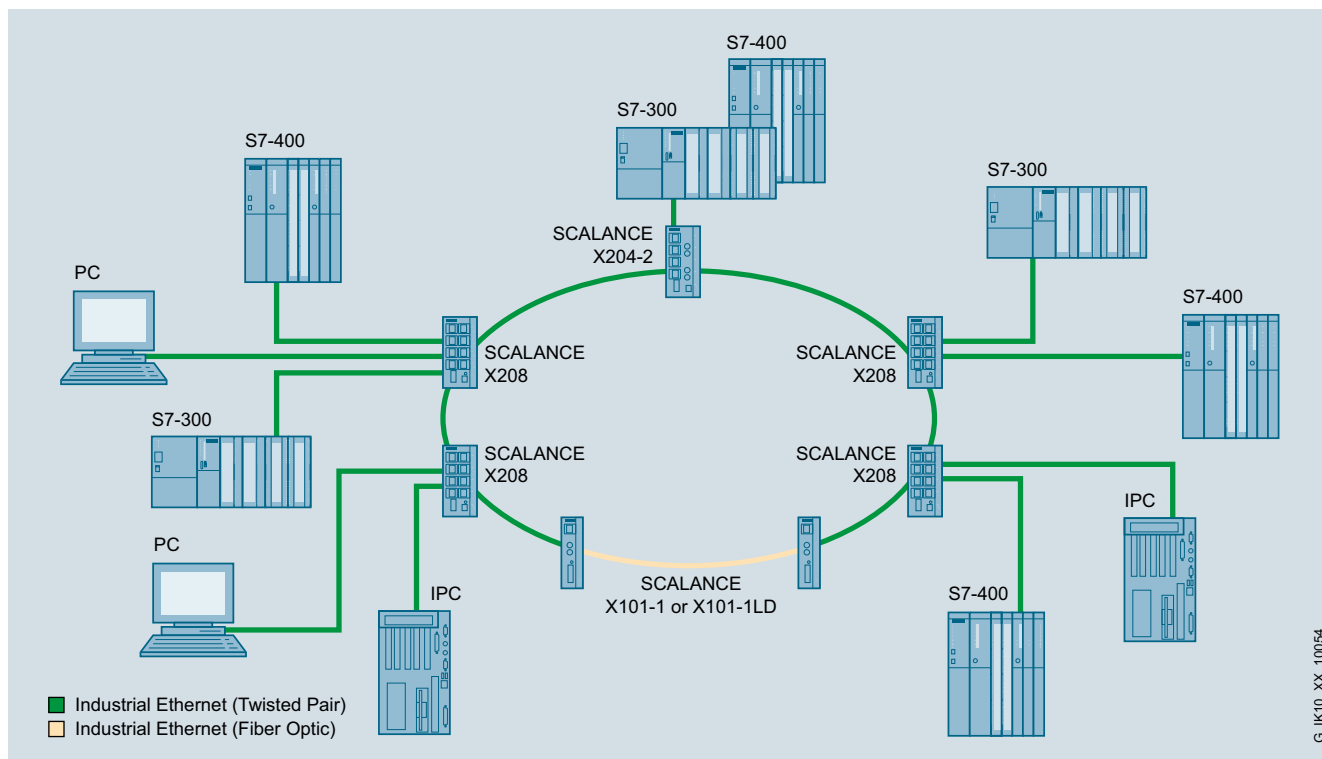 S7-400
S7-300
S7-400
S7-300
SCALANCE
X204-2
PC
S7-400
SCALANCE
X208
SCALANCE
X208
S7-300
SCALANCE
X208
SCALANCE
X208
IPC
PC
SCALANCE
X101-1 or X101-1LD
IPC
S7-400
Industrial Ethernet (Twisted Pair)
Industrial Ethernet (Fiber Optic)
G_IK10_XX_10054